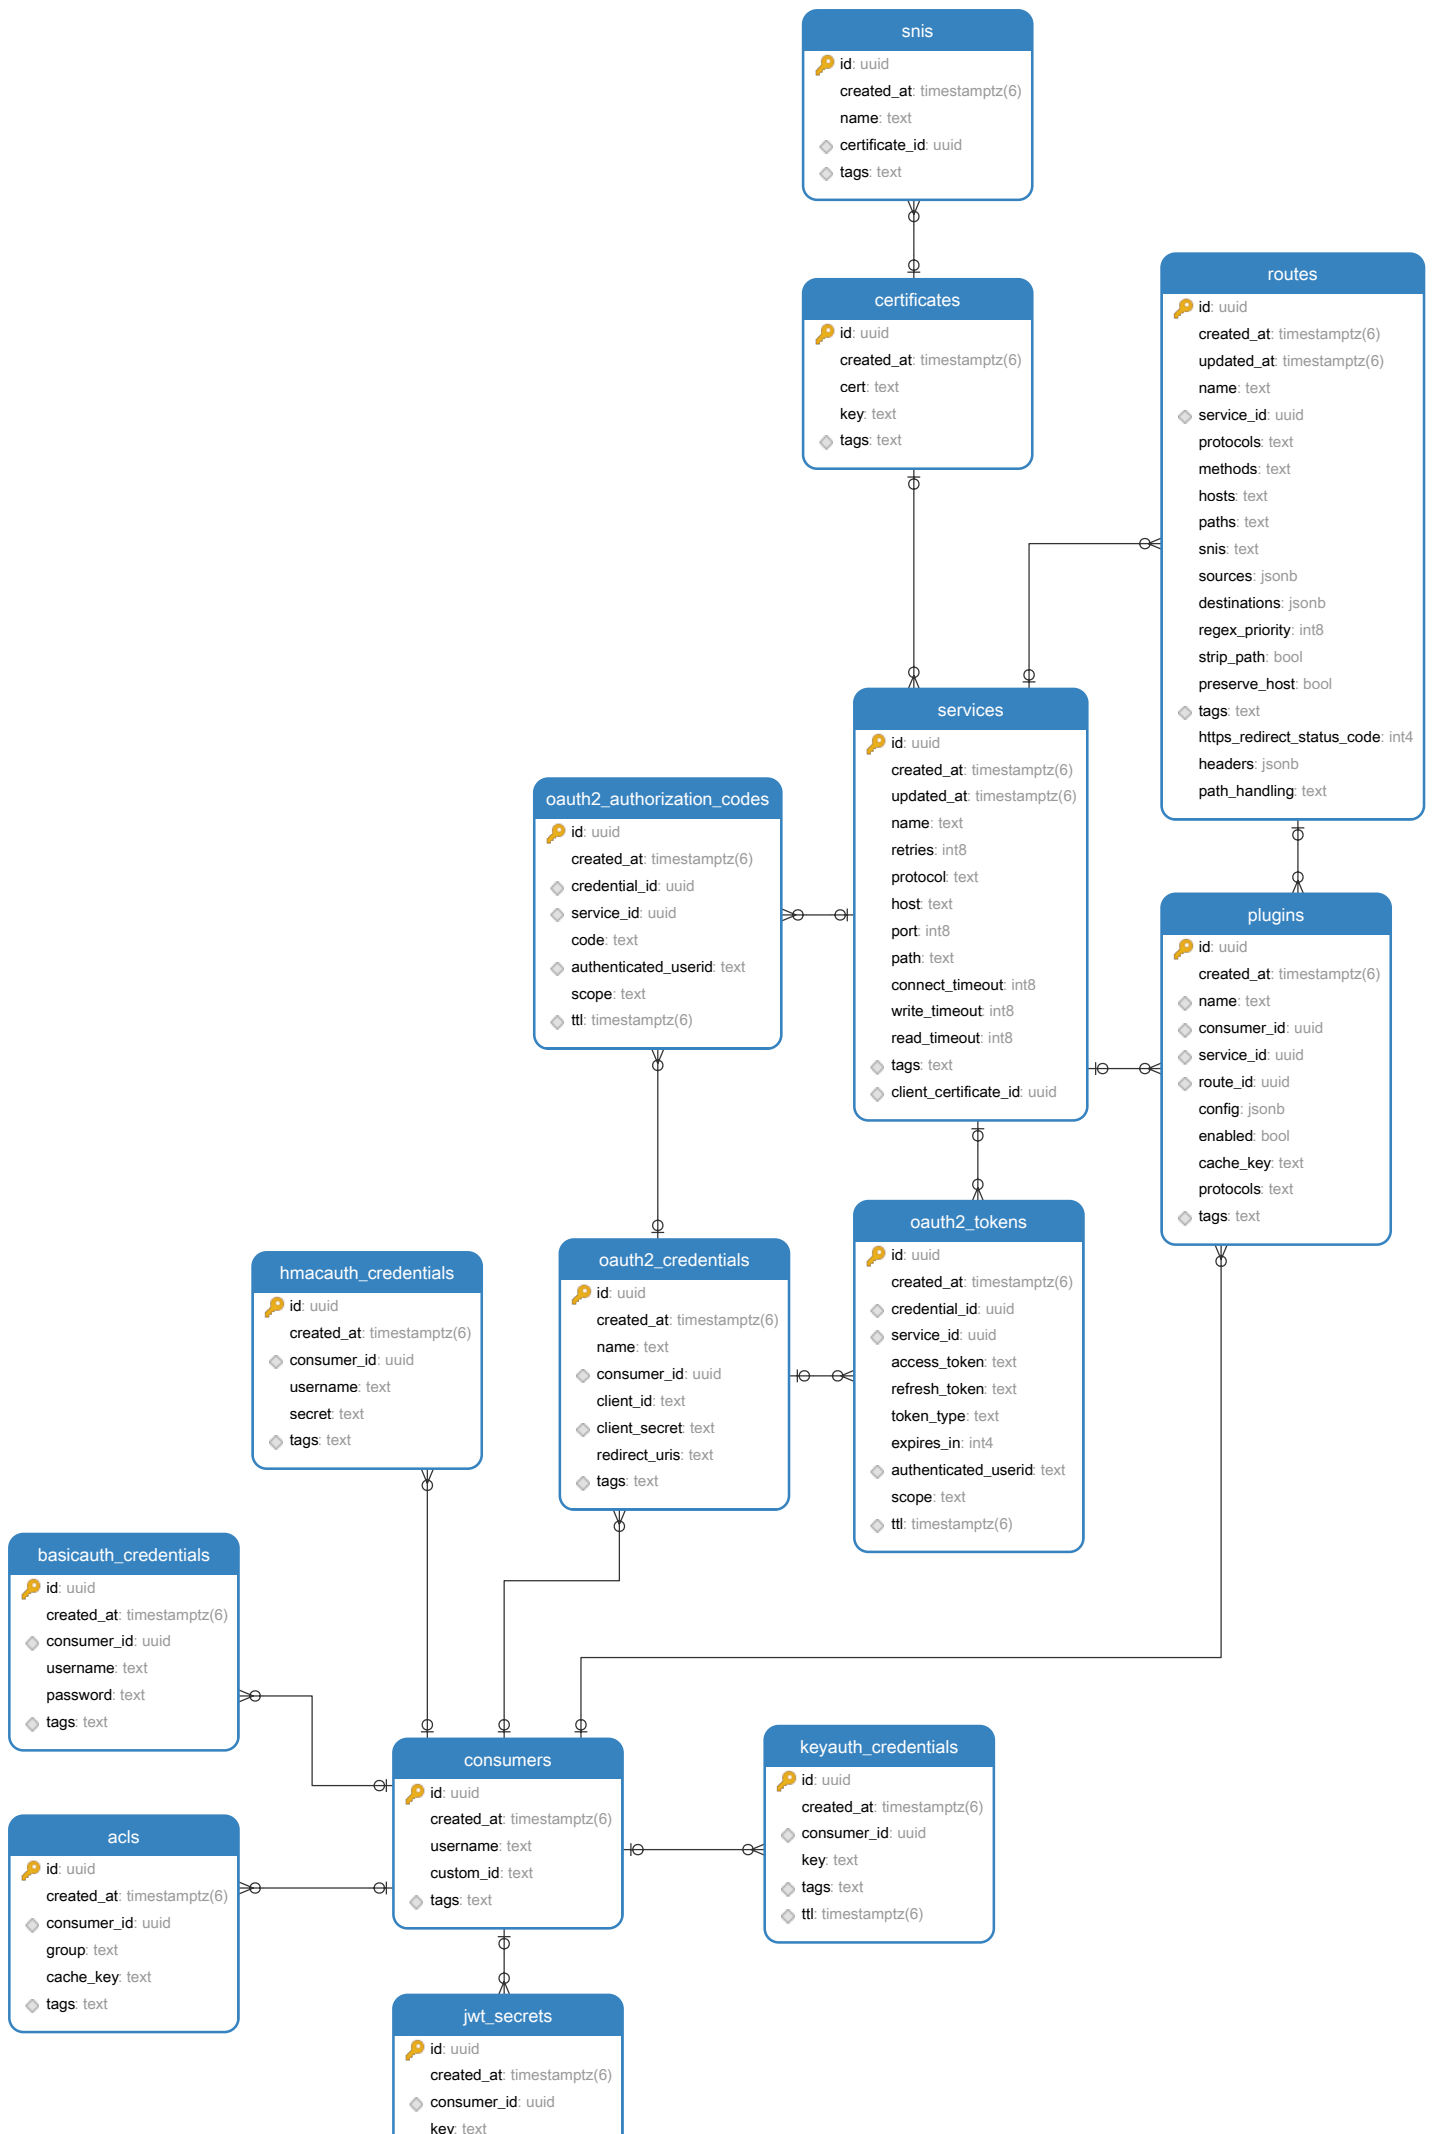 snis
id: uuid
created_at: timestamptz(6)
name: text
certificate_id: uuid
tags: text
certificates
id: uuid
created_at: timestamptz(6)
cert: text
key: text
tags: text
routes
id: uuid
created_at: timestamptz(6)
updated_at: timestamptz(6)
name: text
service_id: uuid
protocols: text
methods: text
hosts: text
paths: text
snis: text
sources: jsonb
destinations: jsonb
regex_priority: int8
strip_path: bool
preserve_host: bool
tags: text
https_redirect_status_code: int4
headers: jsonb
path_handling: text
services
id: uuid
created_at: timestamptz(6)
updated_at: timestamptz(6)
name: text
retries: int8
protocol: text
host: text
port: int8
path: text
connect_timeout: int8
write_timeout: int8
read_timeout: int8
tags: text
client_certificate_id: uuid
oauth2_authorization_codes
id: uuid
created_at: timestamptz(6)
credential_id: uuid
service_id: uuid
code: text
authenticated_userid: text
scope: text
ttl: timestamptz(6)
plugins
id: uuid
created_at: timestamptz(6)
name: text
consumer_id: uuid
service_id: uuid
route_id: uuid
config: jsonb
enabled: bool
cache_key: text
protocols: text
tags: text
oauth2_tokens
id: uuid
created_at: timestamptz(6)
credential_id: uuid
service_id: uuid
access_token: text
refresh_token: text
token_type: text
expires_in: int4
authenticated_userid: text
scope: text
ttl: timestamptz(6)
oauth2_credentials
id: uuid
created_at: timestamptz(6)
name: text
consumer_id: uuid
client_id: text
client_secret: text
redirect_uris: text
tags: text
hmacauth_credentials
id: uuid
created_at: timestamptz(6)
consumer_id: uuid
username: text
secret: text
tags: text
basicauth_credentials
id: uuid
created_at: timestamptz(6)
consumer_id: uuid
username: text
password: text
tags: text
consumers
id: uuid
created_at: timestamptz(6)
username: text
custom_id: text
tags: text
keyauth_credentials
id: uuid
created_at: timestamptz(6)
consumer_id: uuid
key: text
tags: text
ttl: timestamptz(6)
acls
id: uuid
created_at: timestamptz(6)
consumer_id: uuid
group: text
cache_key: text
tags: text
jwt_secrets
id: uuid
created_at: timestamptz(6)
consumer_id: uuid
key: text